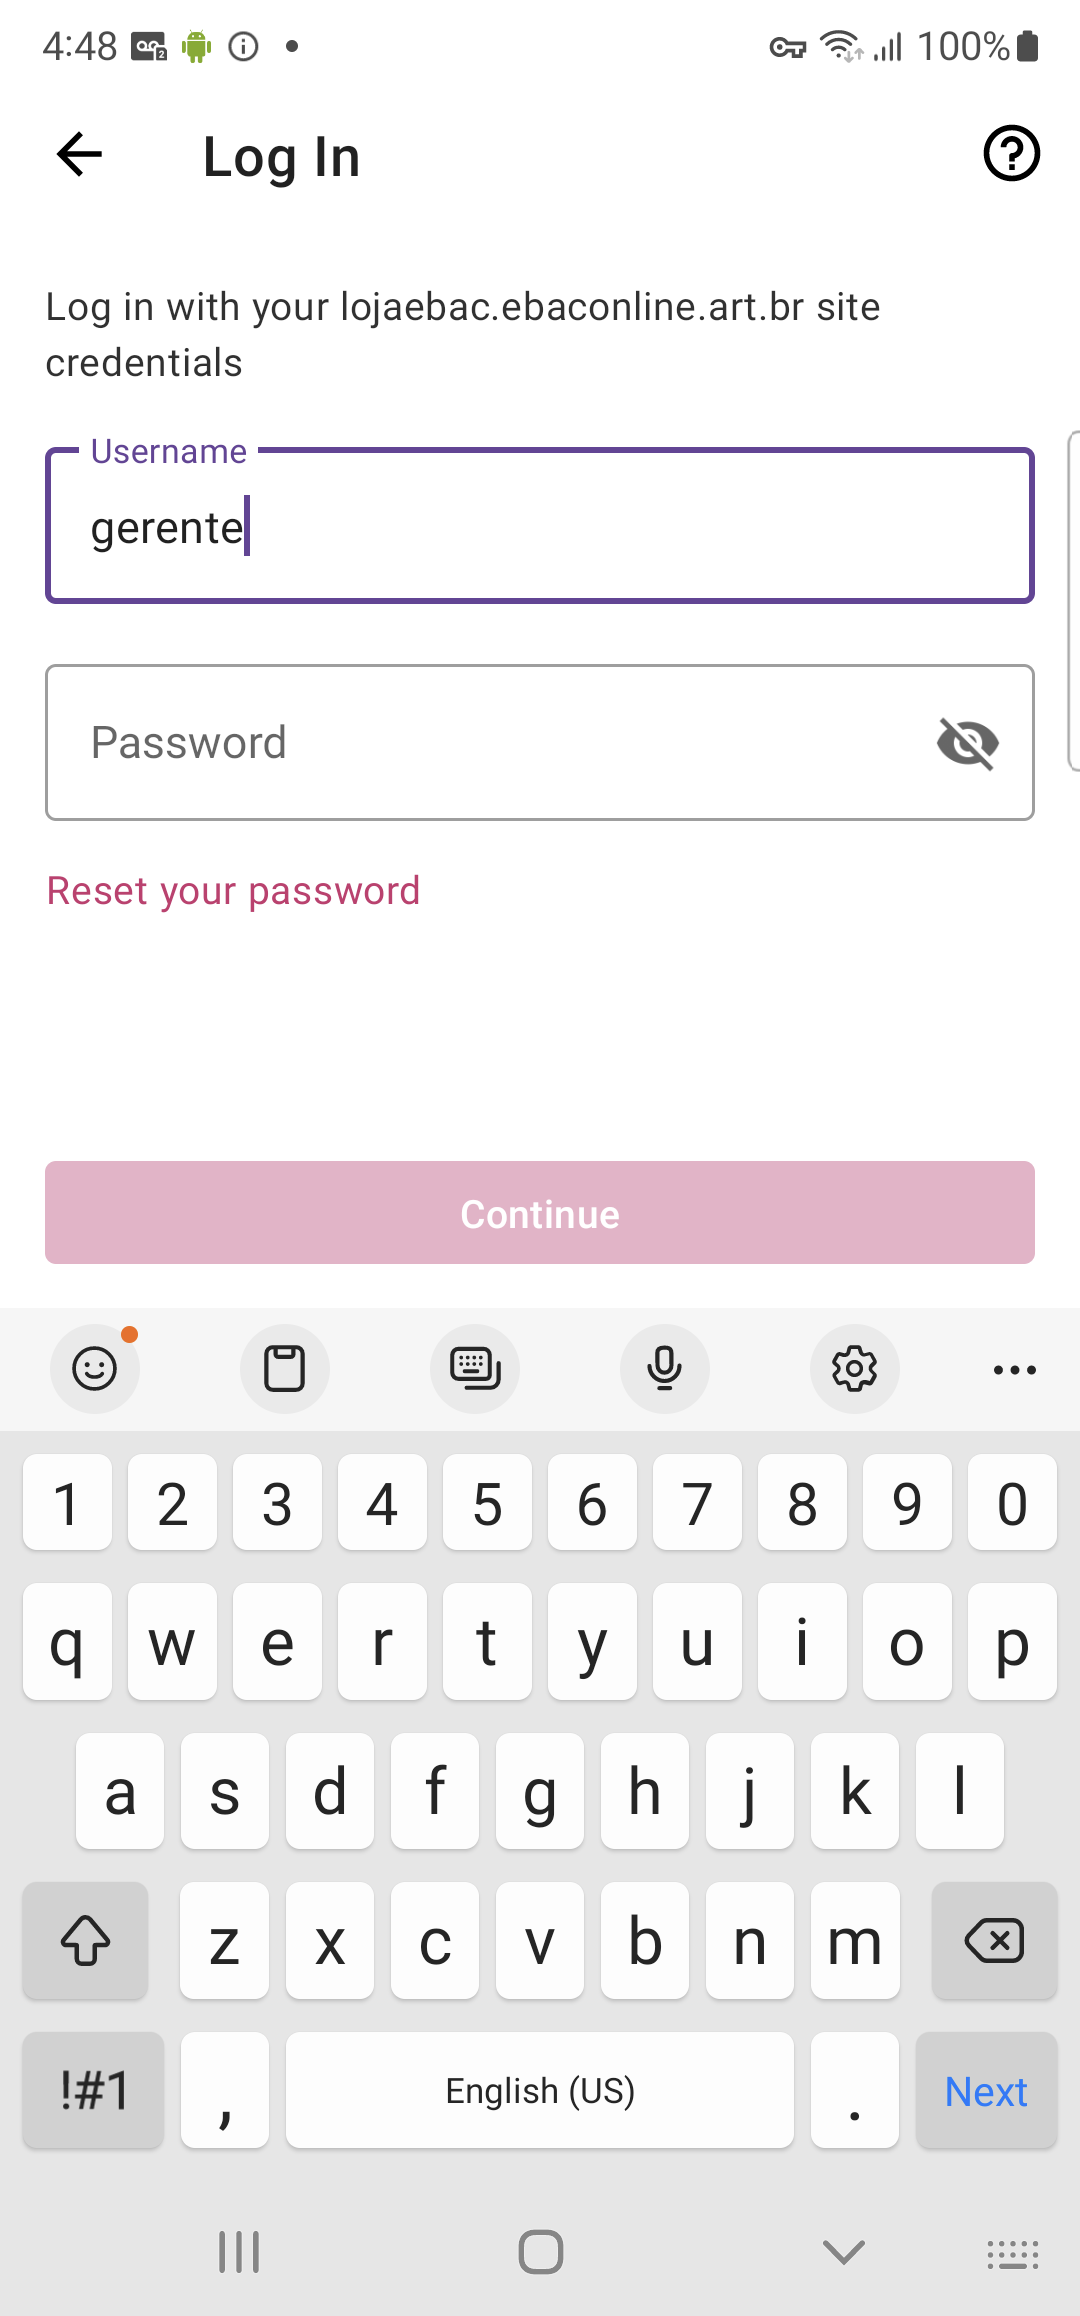 4:48
100%
Log In
Log in with your lojaebac.ebaconline.art.br site
credentials
Username
gerente
Password
Reset your password
Continue
1 2 3 4 5 6 7 8 9 0
q w e r t y u i o p
a s d f g h j k l
z x c v b n m
!#1 , English (US) . Next